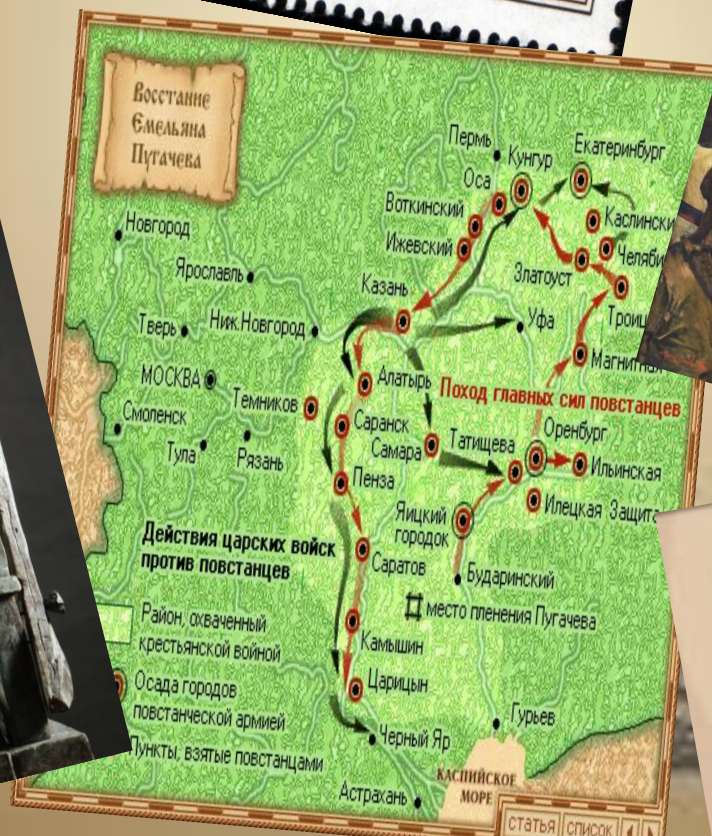 Восстание
Емельяна
Пугачева
Пермь
Кунгур
Екатеринбург
Оса
Воткинский
Ижевский
Златоуст
Новгород
Ярославль
Казань
Тверь
Ниж.Новгород
Уфа
МОСКВА
Темников
Алатырь
Поход главных сил повстанцев
Смоленск
Саранск
Самара
Татищева
Оренбург
Тула
Рязань
Пенза
Ильинская
Яицкий
городок
Илецкая Защита
Действия царских войск
против повстанцев
Саратов
Бударинский
место пленения Пугачева
Район, охваченный
крестьянской войной
Камышин
Осада городов
повстанческой армией
Царицын
Пункты, взятые повстанцами
Черный Яр
Гурьев
КАСПИЙСКОЕ
МОРЕ
Астрахань
статья
список